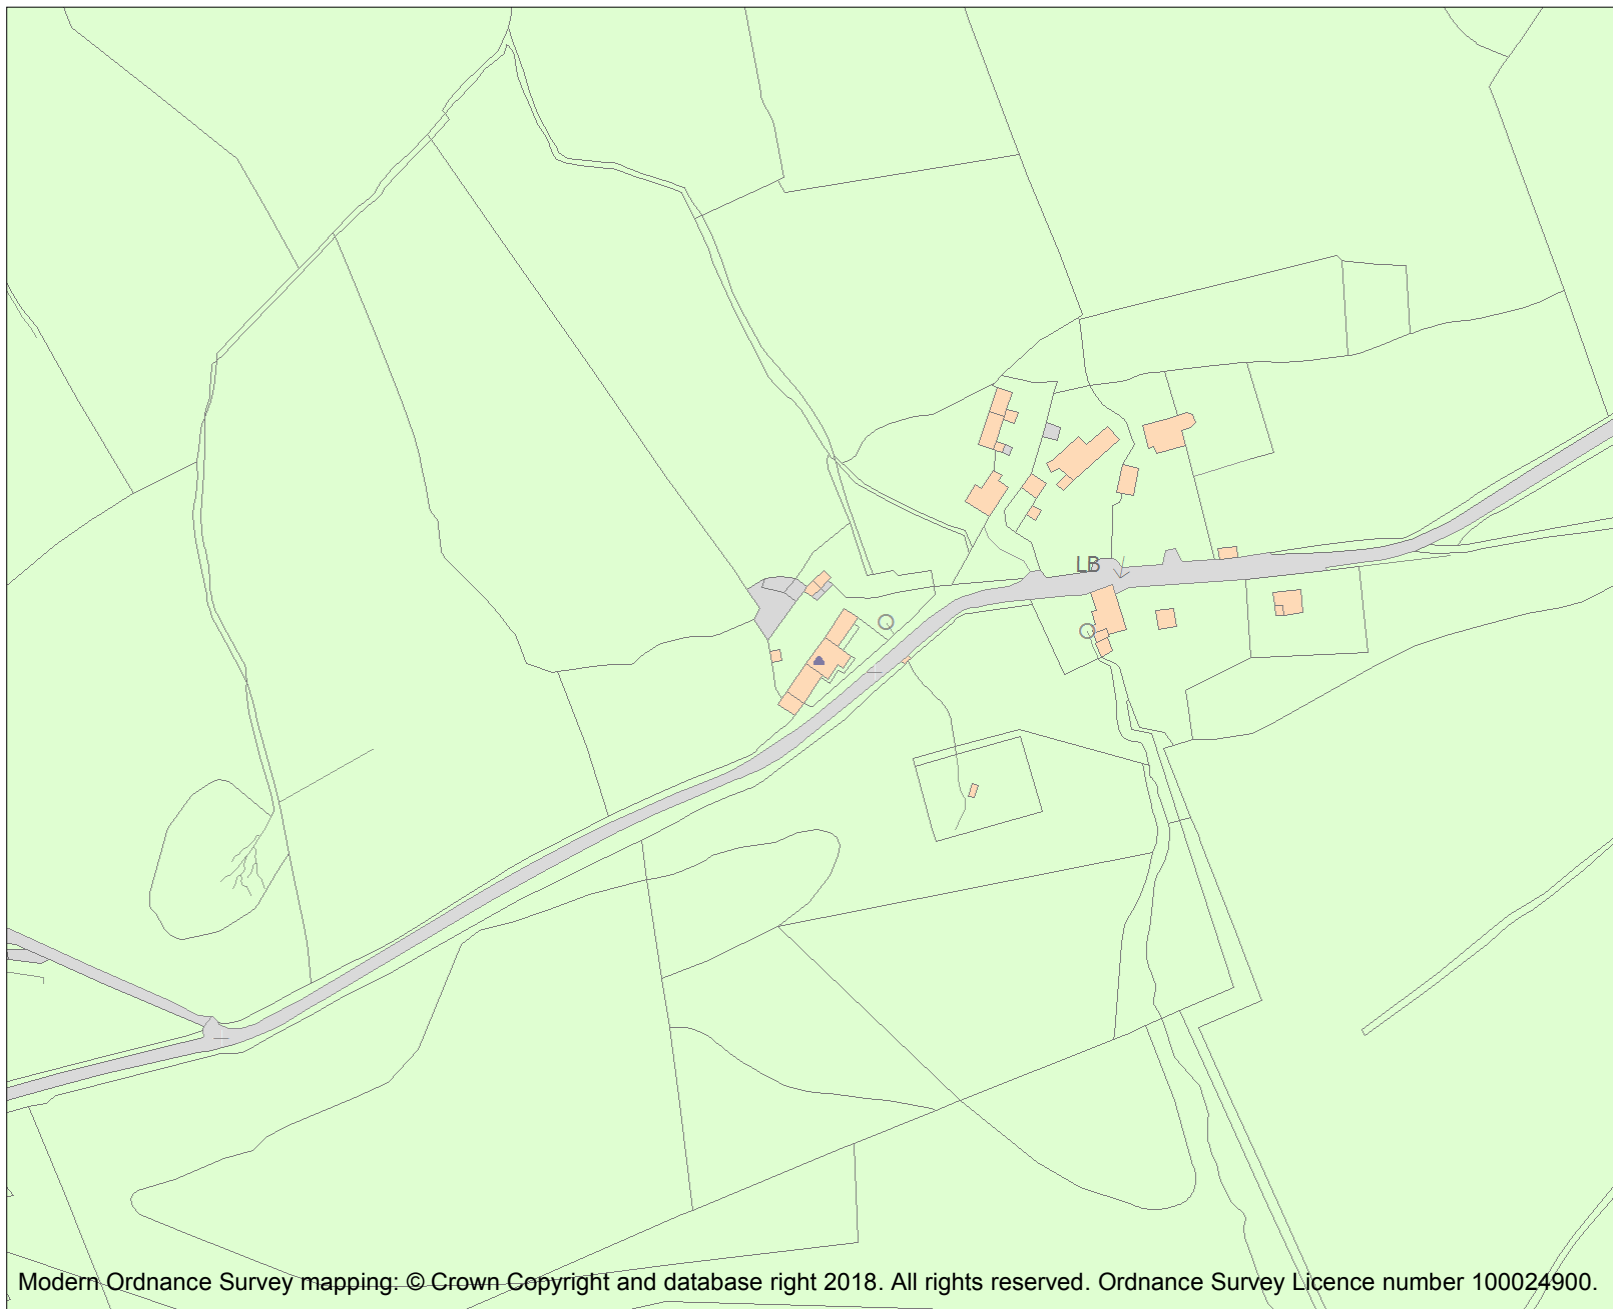 LB
Modern Ordnance Survey mapping: © Crown Copyright and database right 2018. All rights reserved. Ordnance Survey Licence number 100024900.